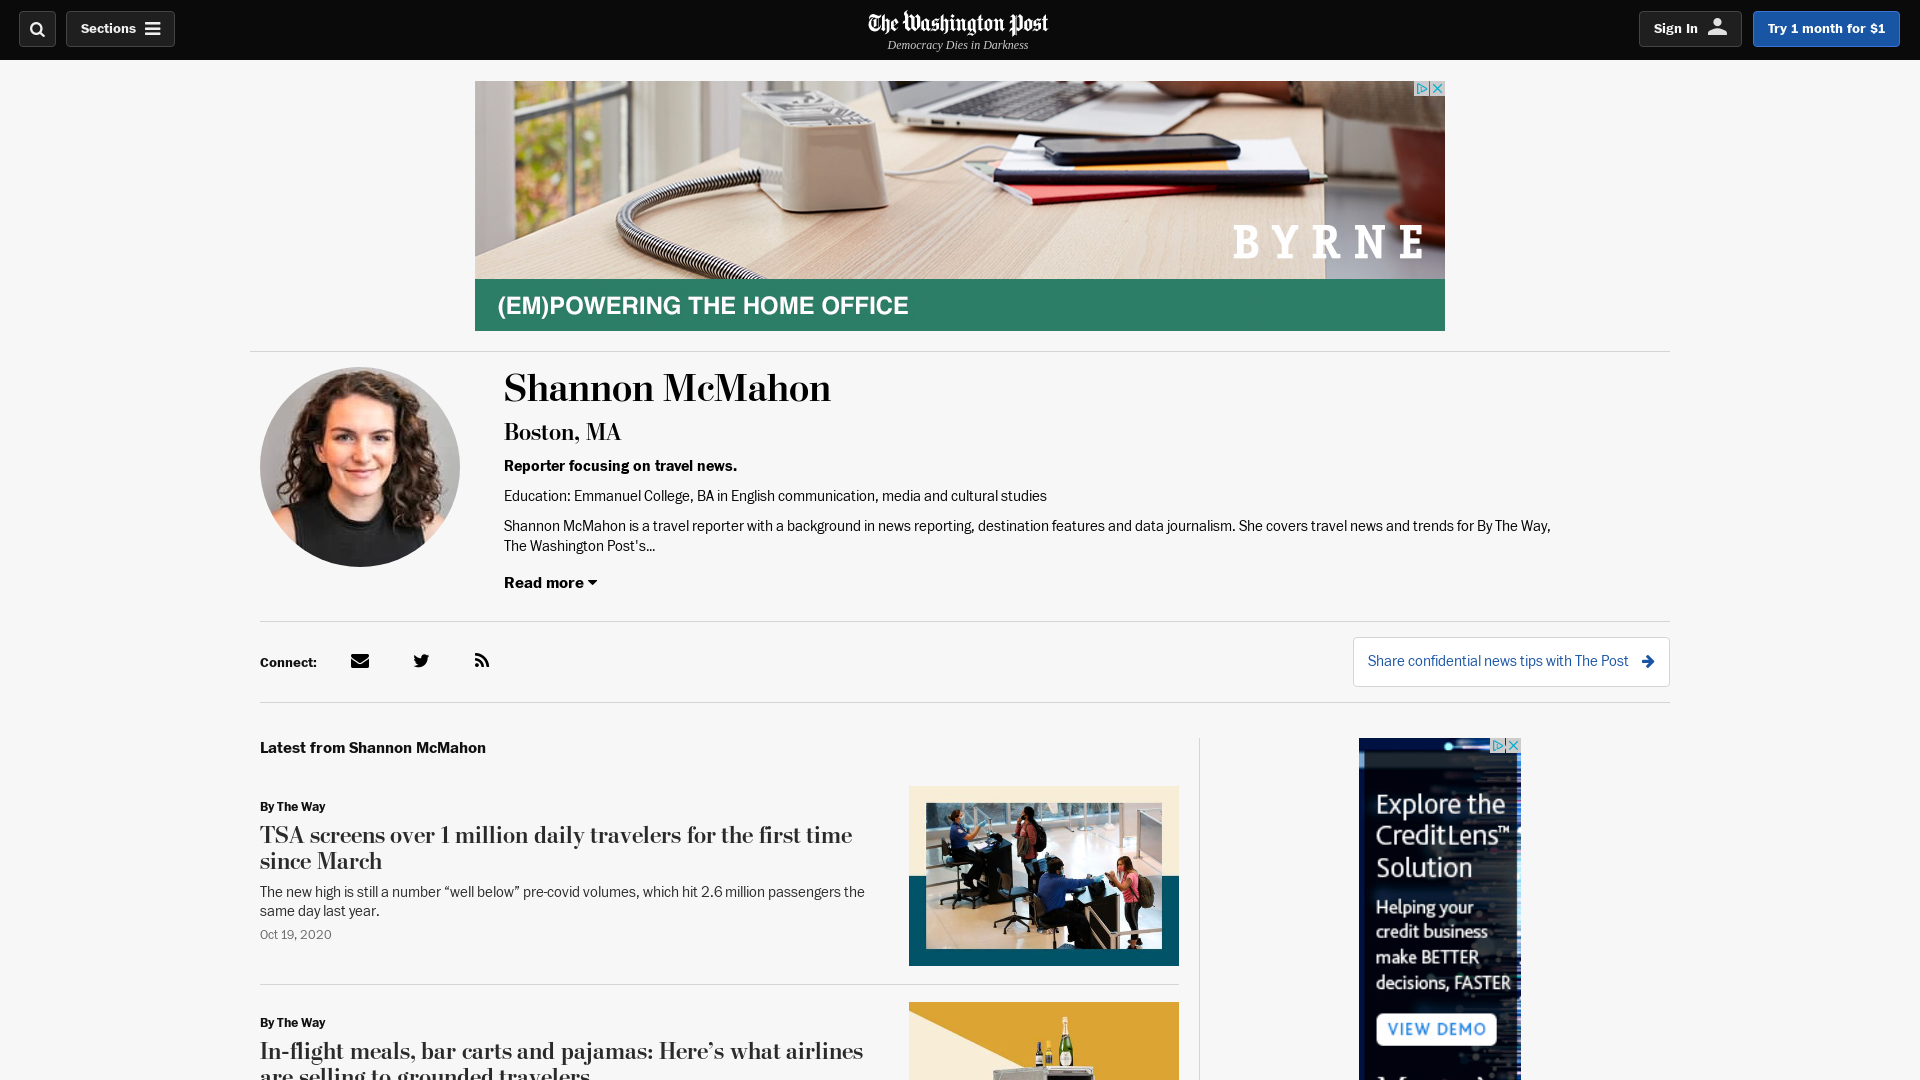 Sections
The Washington Post
Democracy Dies in Darkness
Sign In
Try 1 month for $1
BYRNE
(EM)POWERING THE HOME OFFICE
Shannon McMahon
Boston, MA
Reporter focusing on travel news.
Education: Emmanuel College, BA in English communication, media and cultural studies
Shannon McMahon is a travel reporter with a background in news reporting, destination features and data journalism. She covers travel news and trends for By The Way,
The Washington Post's...
Read more
Connect:
Share confidential news tips with The Post
Latest from Shannon McMahon
By The Way
TSA screens over 1 million daily travelers for the first time
since March
The new high is still a number “well below” pre-covid volumes, which hit 2.6 million passengers the
same day last year.
Oct 19, 2020
By The Way
In-flight meals, bar carts and pajamas: Here’s what airlines
are selling to grounded travelers
Explore the
CreditLens™
Solution
Helping your
credit business
make BETTER
decisions, FASTER
VIEW DEMO